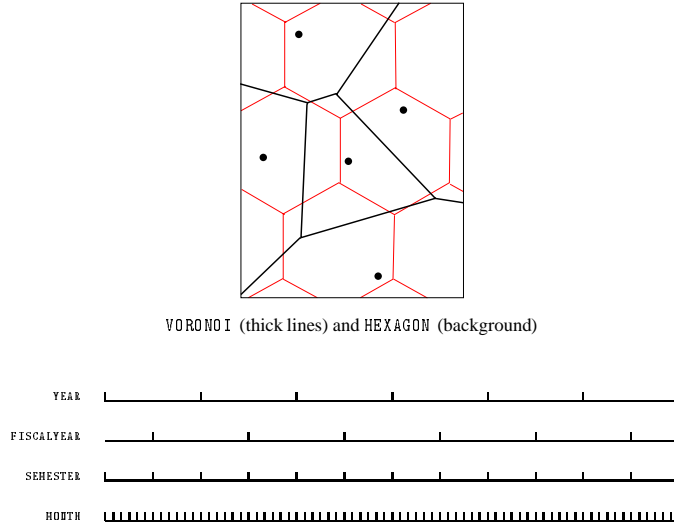 VORONOI (thick lines) and HEXAGON (background)
YEAR
FISCALYEAR
SEMESTER
MONTH